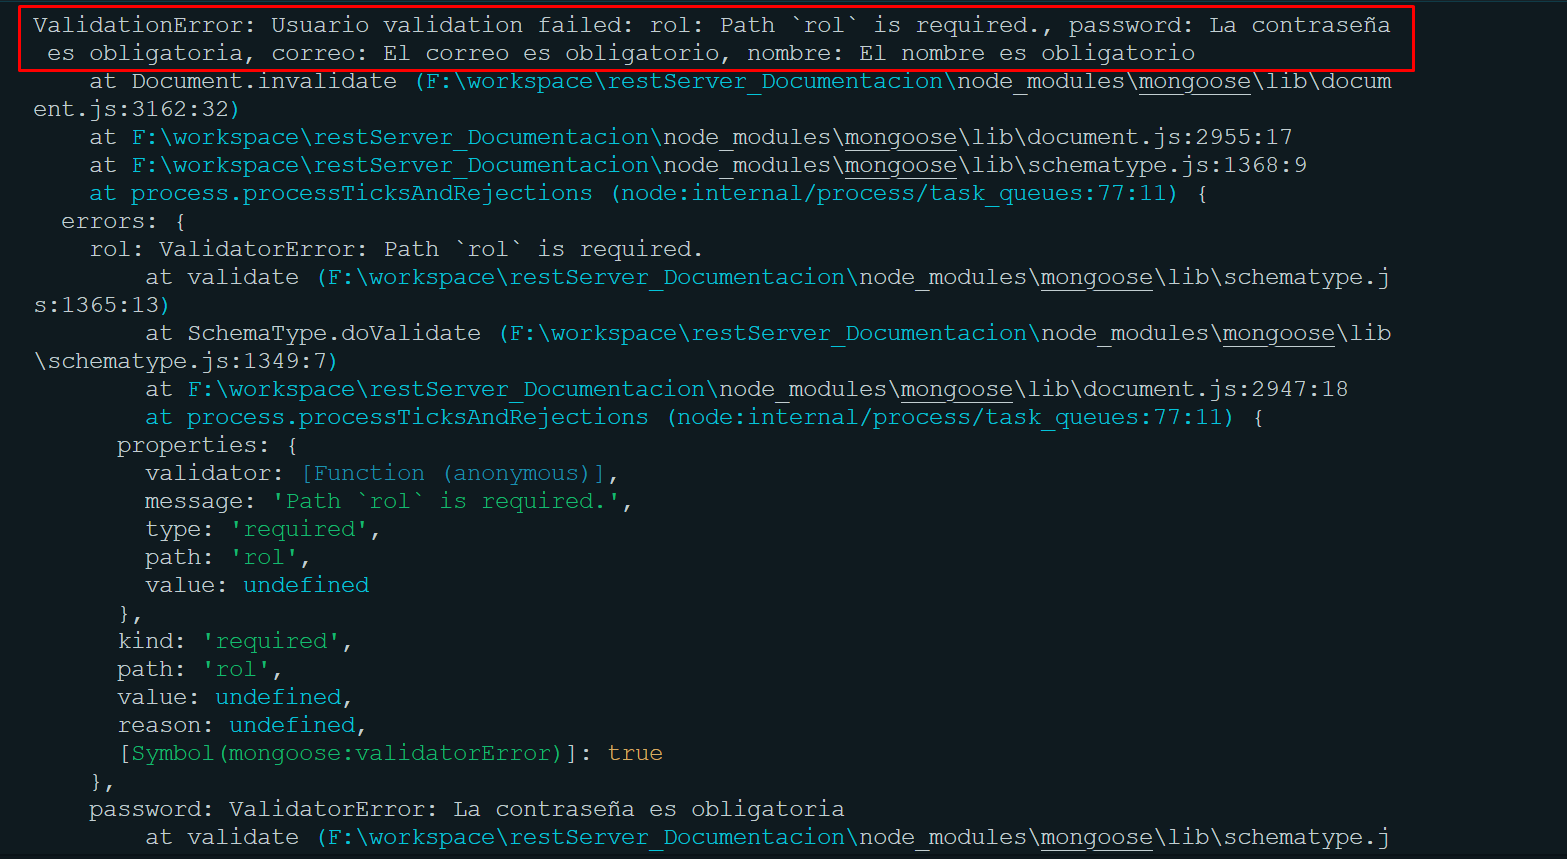 ValidationError: Usuario validation failed: rol: Path `rol` is required., password: La contraseña
es obligatoria, correo: El correo es obligatorio, nombre: El nombre es obligatorio
at Document.invalidate (F:\workspace\restServer_Documentacion\node_modules\mongoose\lib\docum
ent.js:3162:32)
at F:\workspace\restServer_Documentacion\node_modules\mongoose\lib\document.js:2955:17
at F:\workspace\restServer_Documentacion\node_modules\mongoose\lib\schematype.js:1368:9
at process.processTicksAndRejections (node:internal/process/task_queues:77:11) {
errors: {
rol: ValidatorError: Path `rol` is required.
at validate (F:\workspace\restServer_Documentacion\node_modules\mongoose\lib\schematype.j
s:1365:13)
at SchemaType.doValidate (F:\workspace\restServer_Documentacion\node_modules\mongoose\lib
\schematype.js:1349:7)
at F:\workspace\restServer_Documentacion\node_modules\mongoose\lib\document.js:2947:18
at process.processTicksAndRejections (node:internal/process/task_queues:77:11) {
properties: {
validator: [Function (anonymous)],
message: 'Path `rol` is required.',
type: 'required',
path: 'rol',
value: undefined
},
kind: 'required',
path: 'rol',
value: undefined,
reason: undefined,
[Symbol(mongoose:validatorError)]: true
},
password: ValidatorError: La contraseña es obligatoria
at validate (F:\workspace\restServer_Documentacion\node_modules\mongoose\lib\schematype.j